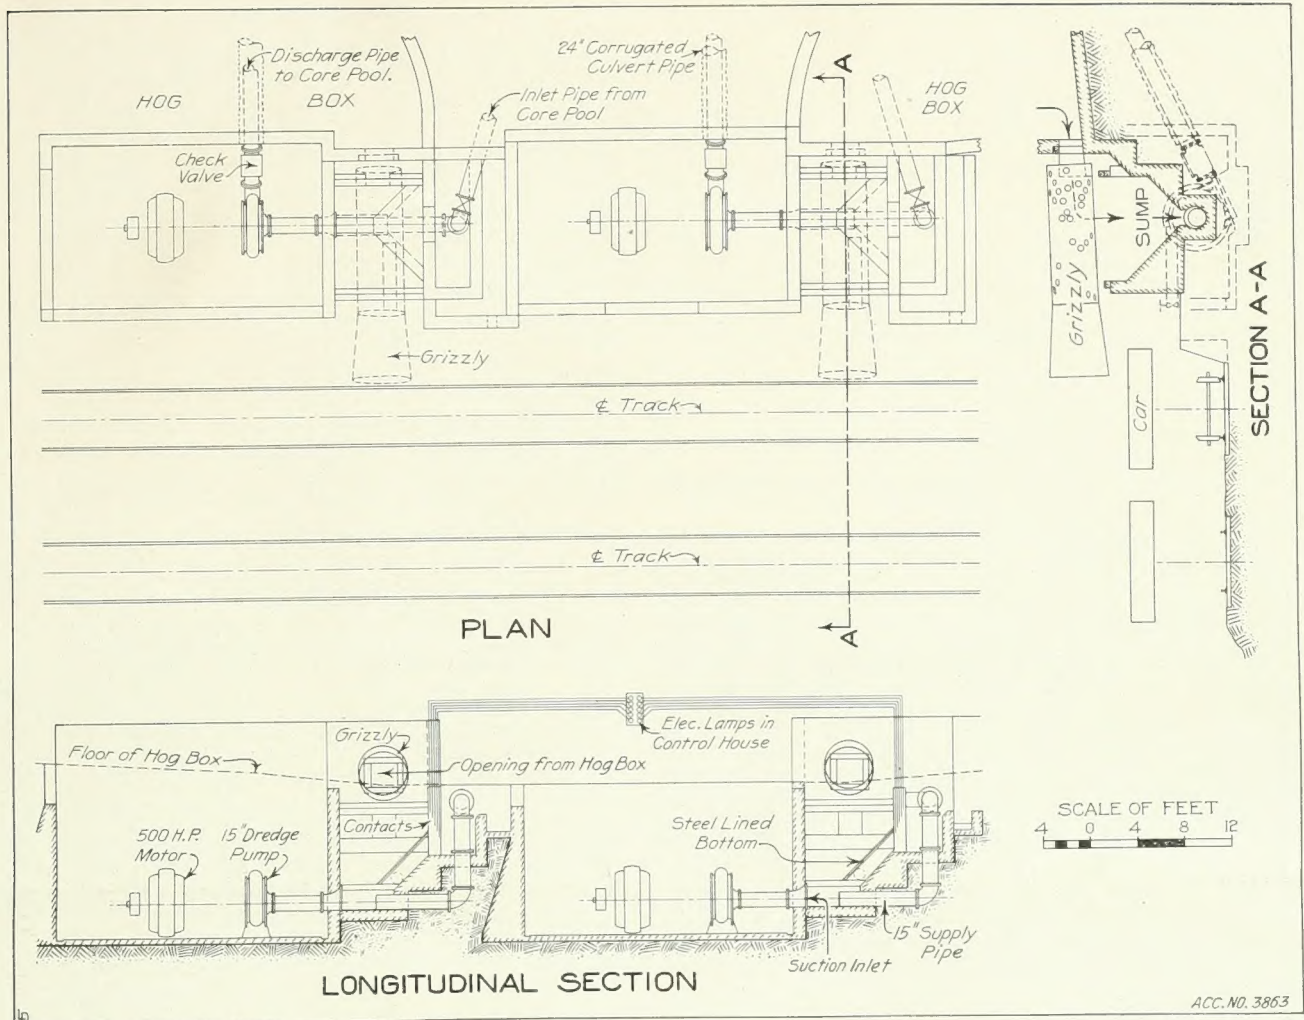 Discharge Pipe
to Core Pool.
HOG BOX
Inlet Pipe from
Core Pool
Check
Valve
24" Corrugated
Culvert Pipe
A
HOG
BOX
Grizzly
℄ Track
℄ Track
A
PLAN
SUMP
Grizzly
Car
SECTION A-A
Floor of Hog Box
Grizzly
Opening from Hog Box
Elec. Lamps in
Control House
Contacts
500 H.P.
Motor
15" Dredge
Pump
Steel Lined
Bottom
15" Supply
Pipe
Suction Inlet
LONGITUDINAL SECTION
SCALE OF FEET
4 0 4 8 12
ACC. NO. 3863